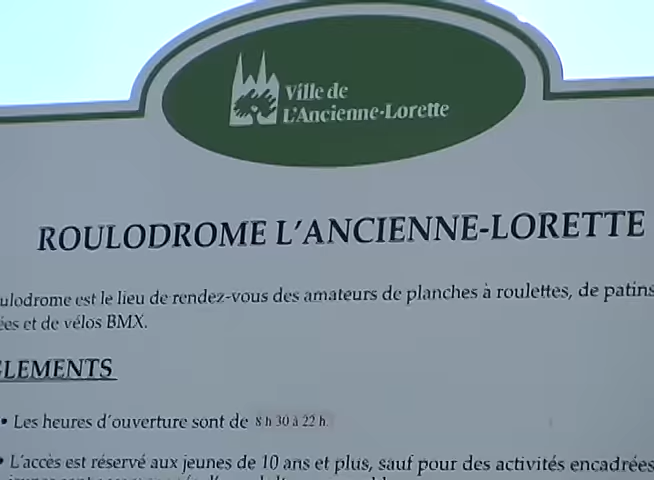 Ville de
L'Ancienne-Lorette
ROULODROME L'ANCIENNE-LORETTE
ulodrome est le lieu de rendez-vous des amateurs de planches à roulettes, de patins
ées et de vélos BMX.
LEMENTS
• Les heures d'ouverture sont de 8 h 30 à 22 h.
• L'accès est réservé aux jeunes de 10 ans et plus, sauf pour des activités encadrées